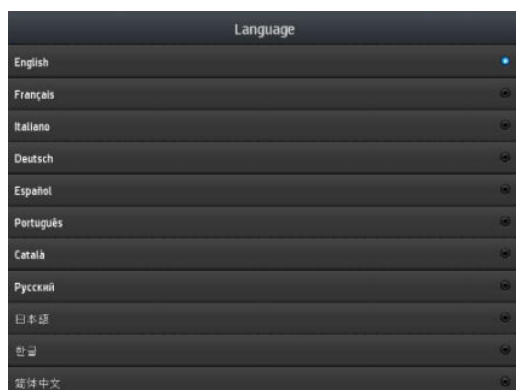 Language
English
Français
Italiano
Deutsch
Español
Português
Català
Русский
日本語
한글
简体中文